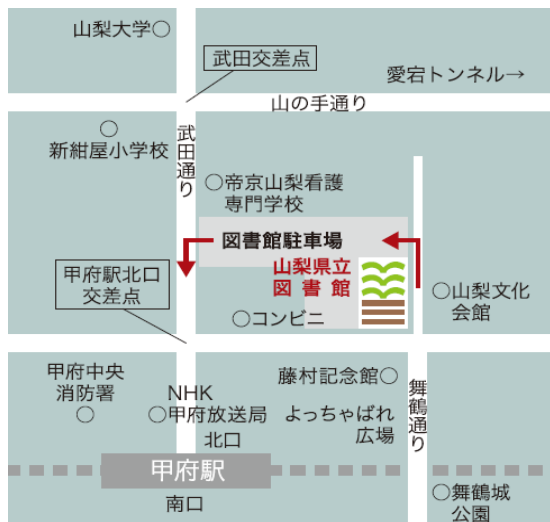 山梨大学○
武田交差点
愛宕トンネル→
山の手通り
○
新紺屋小学校
武田通り
○帝京山梨看護
専門学校
図書館駐車場
山梨県立
図書館
甲府駅北口
交差点
○コンビニ
○山梨文化
会館
甲府中央
消防署
○
NHK
○甲府放送局
北口
藤村記念館○
よっちゃばれ
広場
舞鶴通り
甲府駅
南口
○舞鶴城
公園